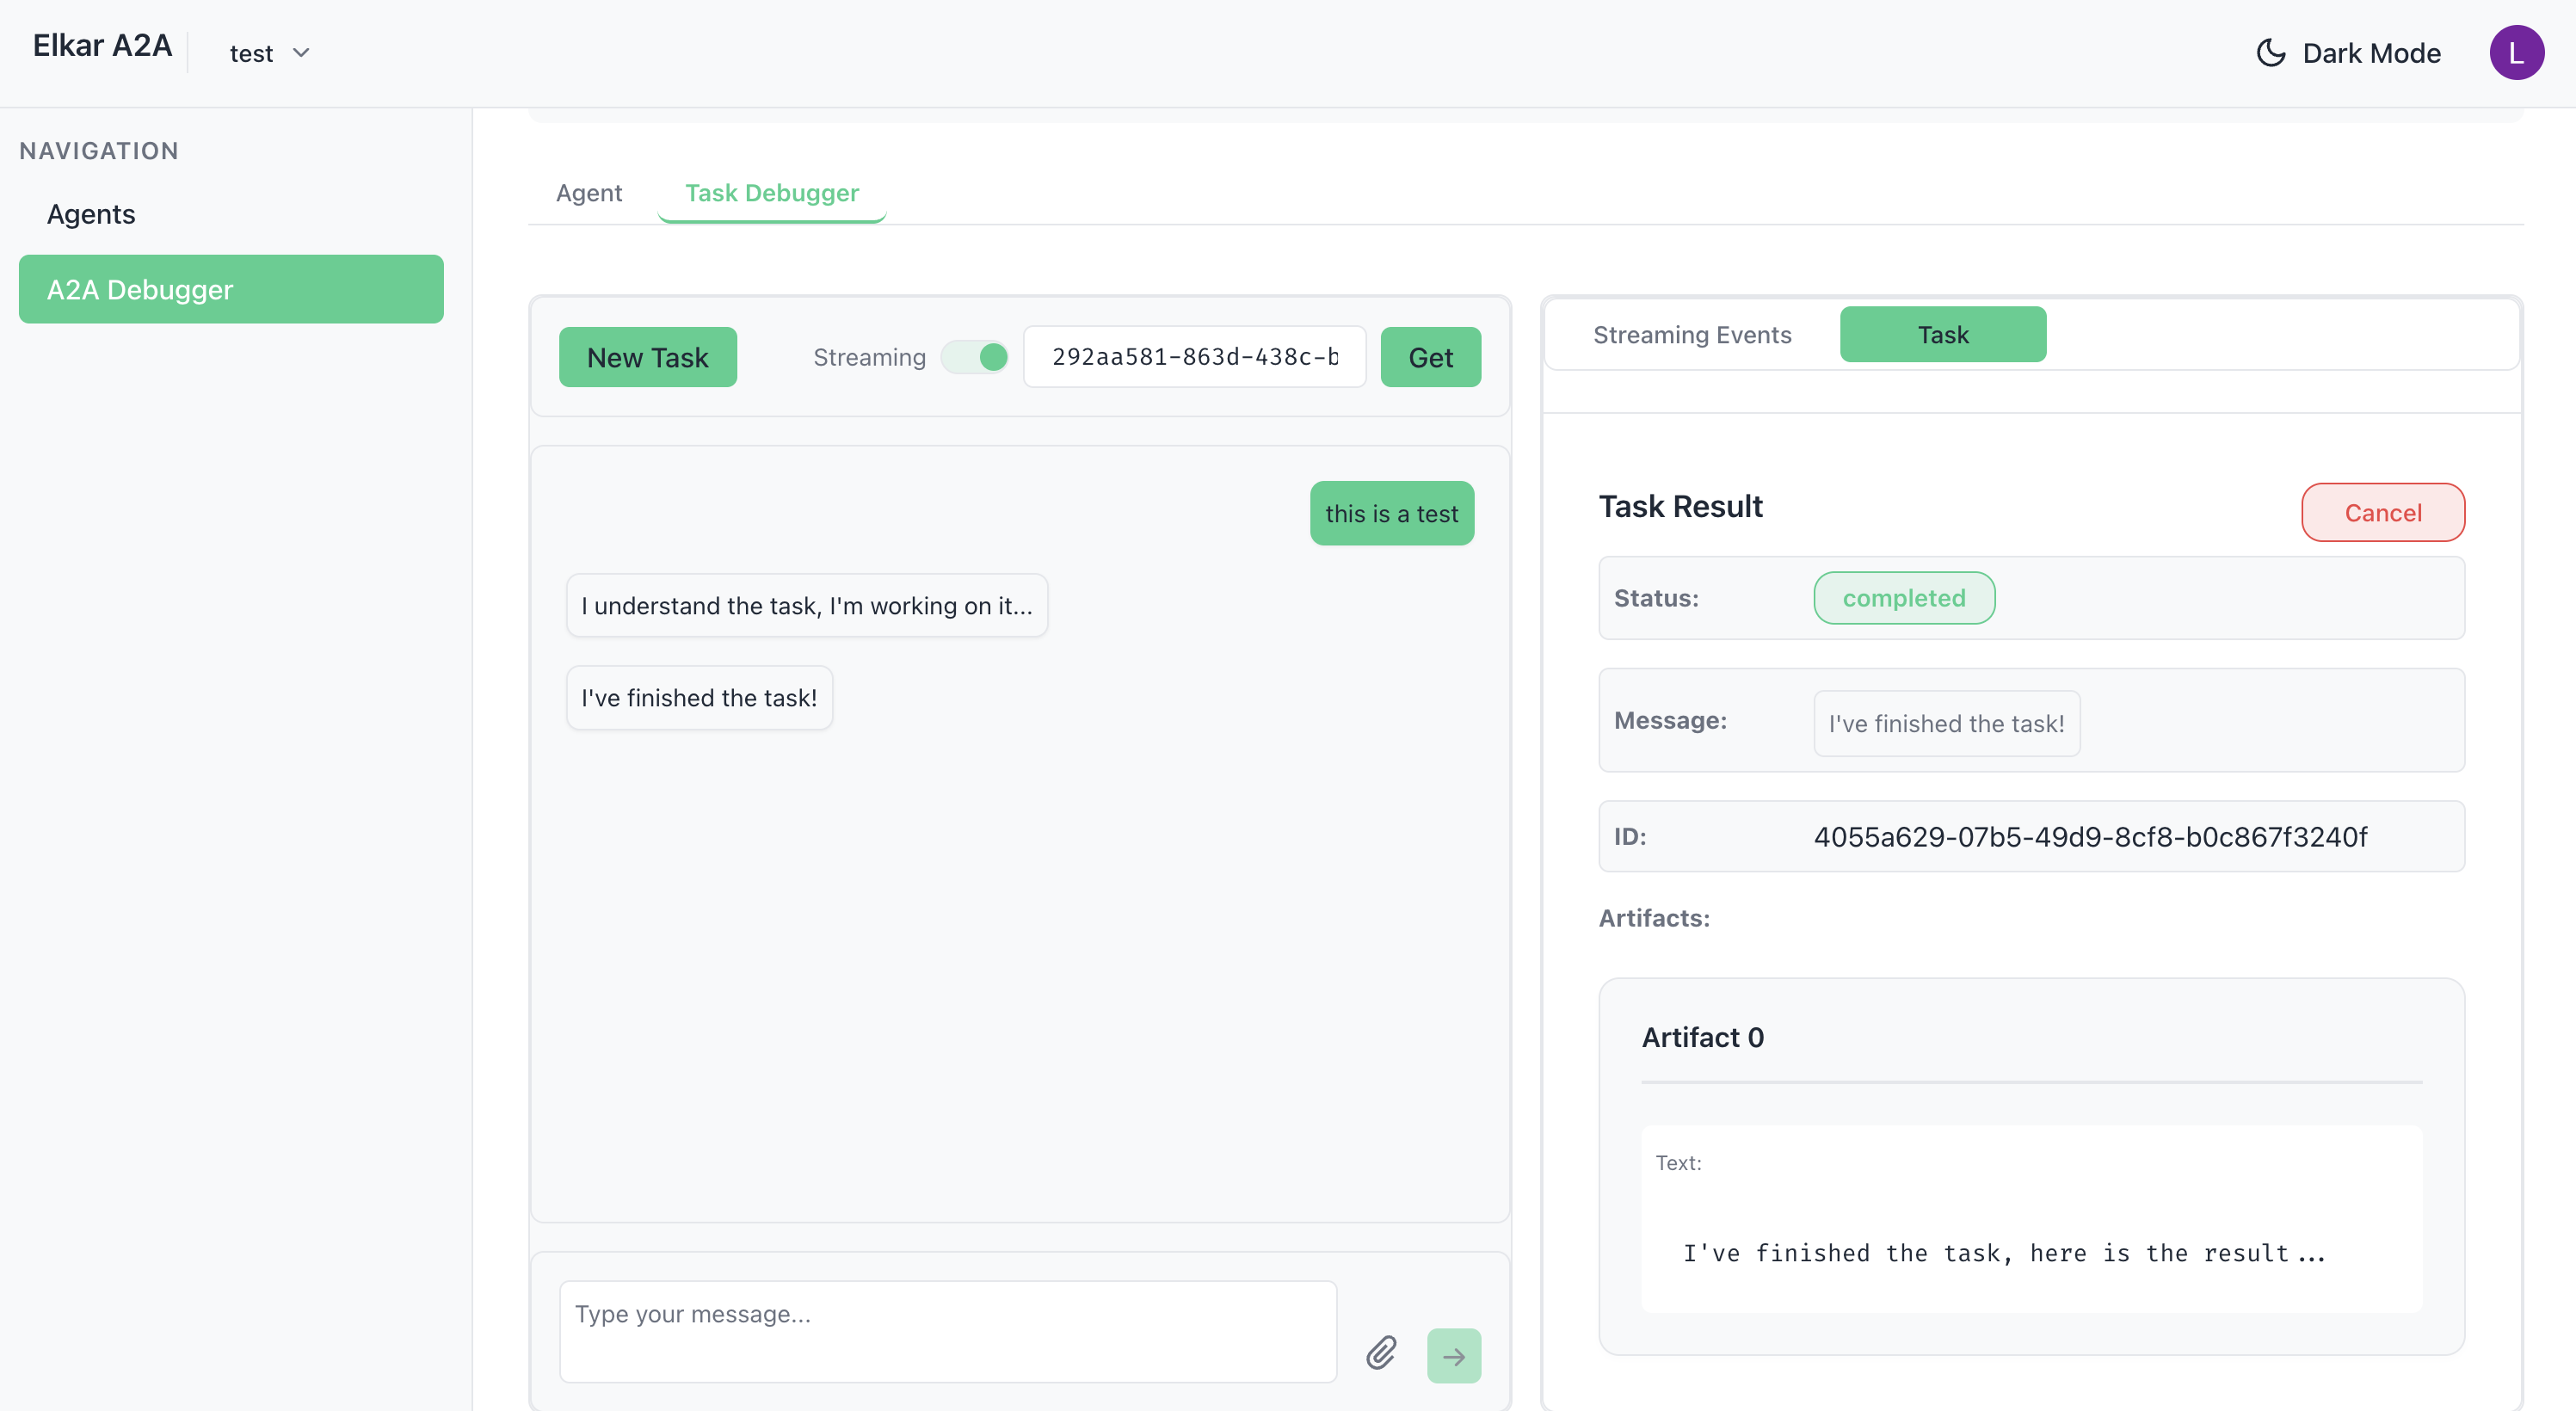 Elkar A2A
test
Dark Mode
L
NAVIGATION
Agents
A2A Debugger
Agent
Task Debugger
New Task
Streaming
292aa581-863d-438c-b
Get
this is a test
I understand the task, I'm working on it...
I've finished the task!
Type your message...
Streaming Events
Task
Task Result
Cancel
Status:
completed
Message:
I've finished the task!
ID:
4055a629-07b5-49d9-8cf8-b0c867f3240f
Artifacts:
Artifact 0
Text:
I've finished the task, here is the result...